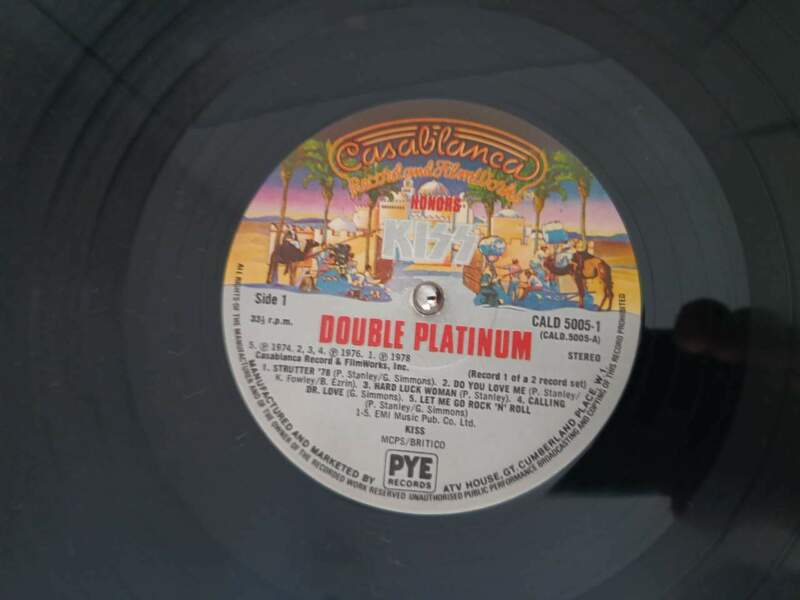 Casablanca
Record and FilmWorks
HONORS
KISS
Side 1
33⅓ r.p.m.
DOUBLE PLATINUM
CALD 5005-1
(CALD.5005-A)
STEREO
5. Ⓟ 1974. 2, 3, 4. Ⓟ 1976. 1. Ⓟ 1978
Casablanca Record & FilmWorks, Inc.
(Record 1 of a 2 record set)
1. STRUTTER '78 (P. Stanley/G. Simmons). 2. DO YOU LOVE ME (P. Stanley/
K. Fowley/B. Ezrin). 3. HARD LUCK WOMAN (P. Stanley). 4. CALLING
DR. LOVE (G. Simmons). 5. LET ME GO ROCK 'N' ROLL
(P. Stanley/G. Simmons)
1-5. EMI Music Pub. Co. Ltd.
KISS
MCPS/BRITICO
PYE
RECORDS
MANUFACTURED AND MARKETED BY
ATV HOUSE, GT. CUMBERLAND PLACE, W.1.
ALL RIGHTS OF THE MANUFACTURER AND OF THE OWNER OF THE RECORDED WORK RESERVED UNAUTHORISED PUBLIC PERFORMANCE BROADCASTING AND COPYING OF THIS RECORD PROHIBITED